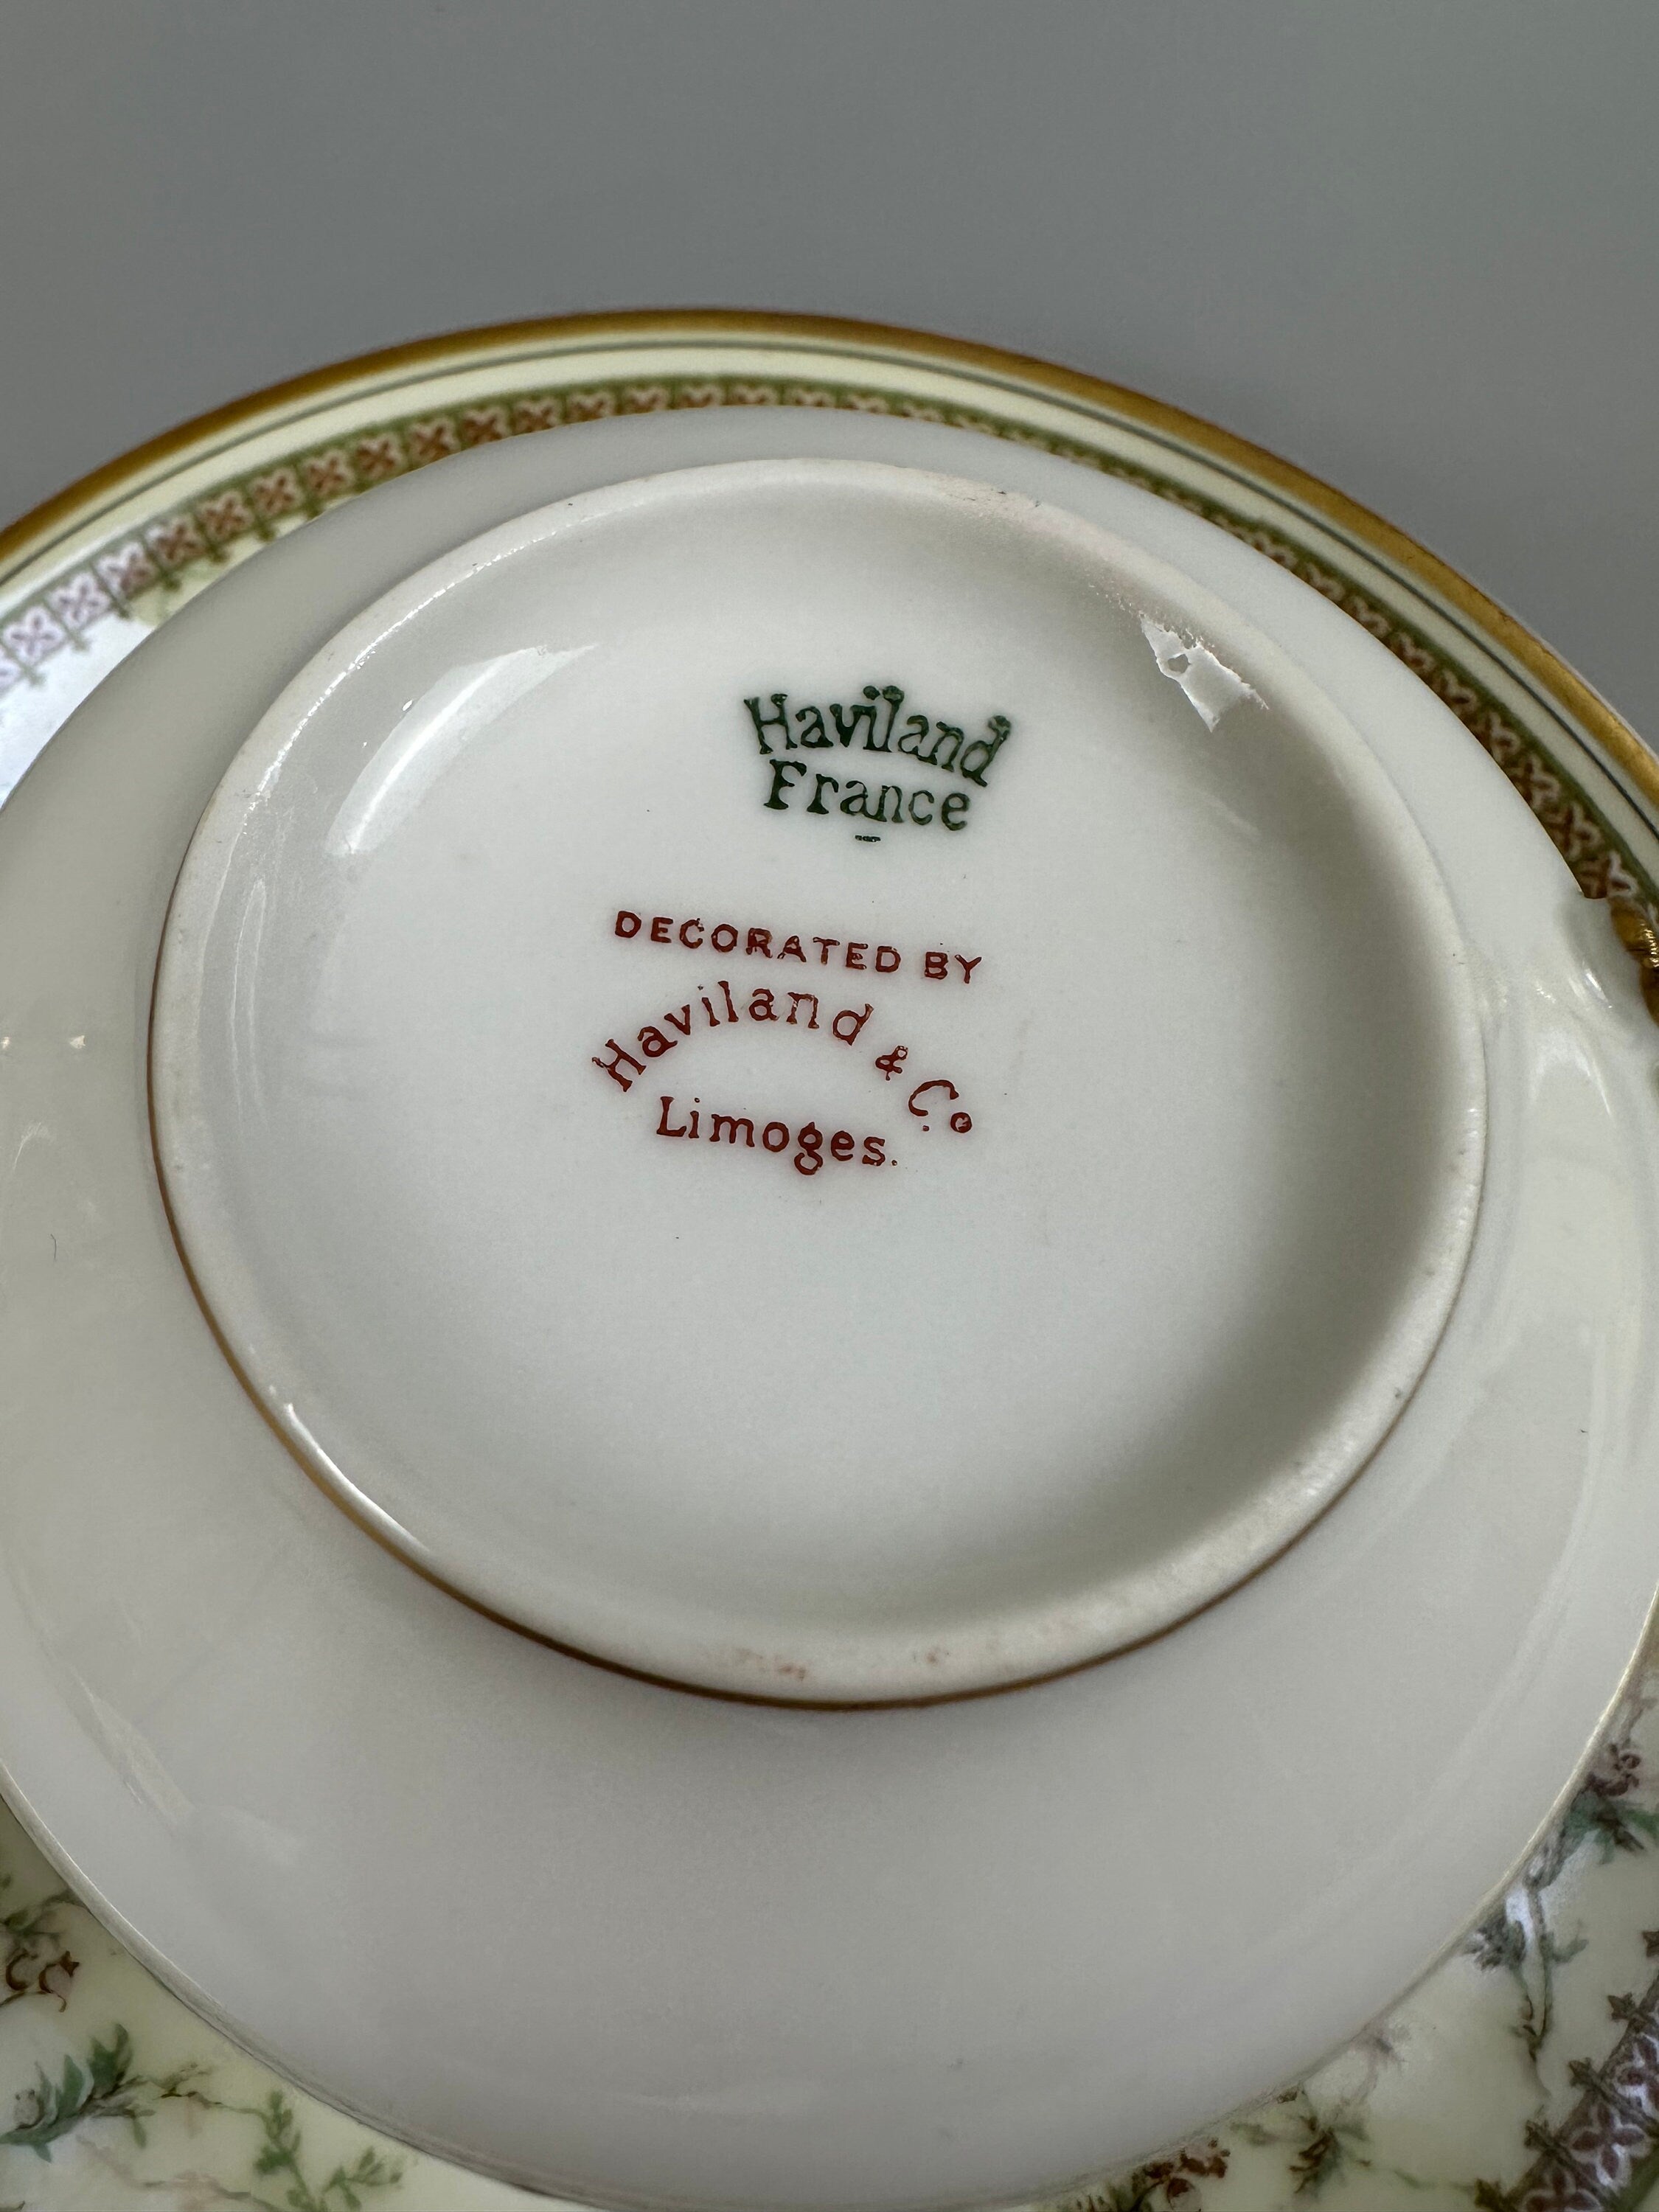 Haviland
France
DECORATED BY
Haviland & Co
Limoges.